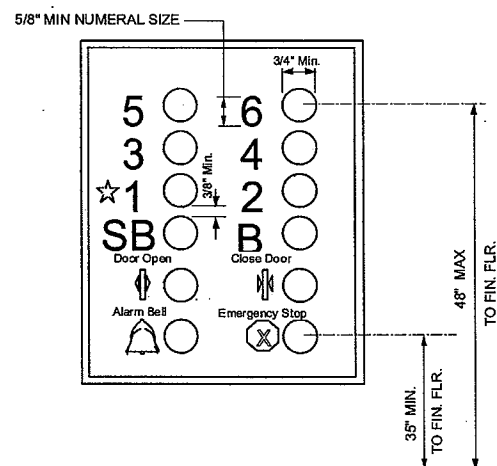 5/8" MIN NUMERAL SIZE
3/4" Min.
5 6
3 4
3/8" Min.
☆1 2
SB B
Door Open Close Door
Alarm Bell Emergency Stop
X
48" MAX
TO FIN. FLR.
35" MIN.
TO FIN. FLR.